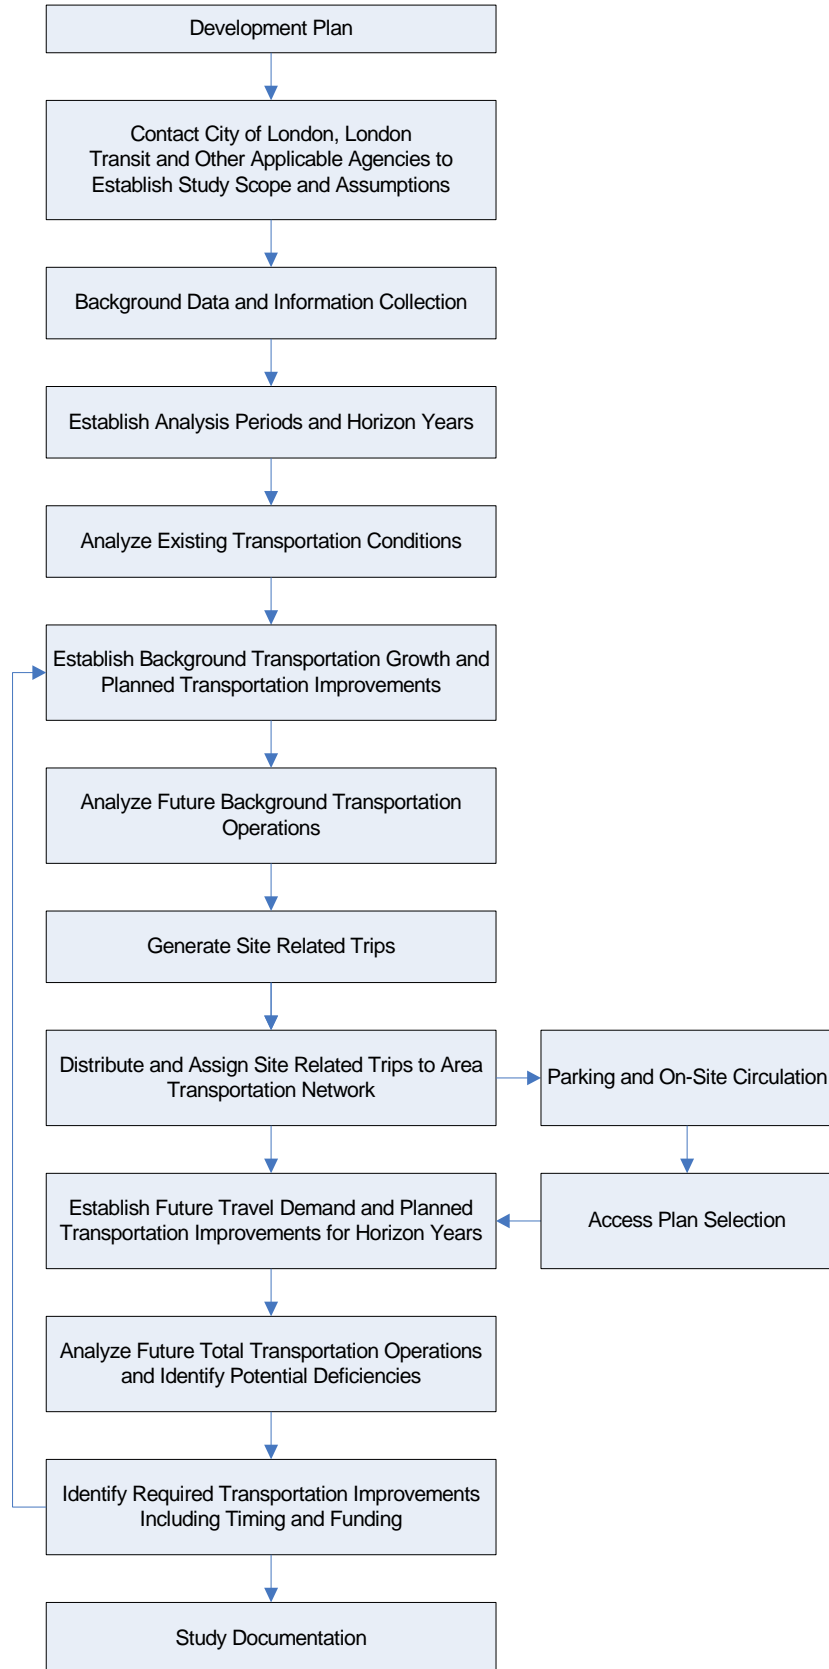 Development Plan
Contact City of London, London
Transit and Other Applicable Agencies to
Establish Study Scope and Assumptions
Background Data and Information Collection
Establish Analysis Periods and Horizon Years
Analyze Existing Transportation Conditions
Establish Background Transportation Growth and
Planned Transportation Improvements
Analyze Future Background Transportation
Operations
Generate Site Related Trips
Distribute and Assign Site Related Trips to Area
Transportation Network
Parking and On-Site Circulation
Establish Future Travel Demand and Planned
Transportation Improvements for Horizon Years
Access Plan Selection
Analyze Future Total Transportation Operations
and Identify Potential Deficiencies
Identify Required Transportation Improvements
Including Timing and Funding
Study Documentation